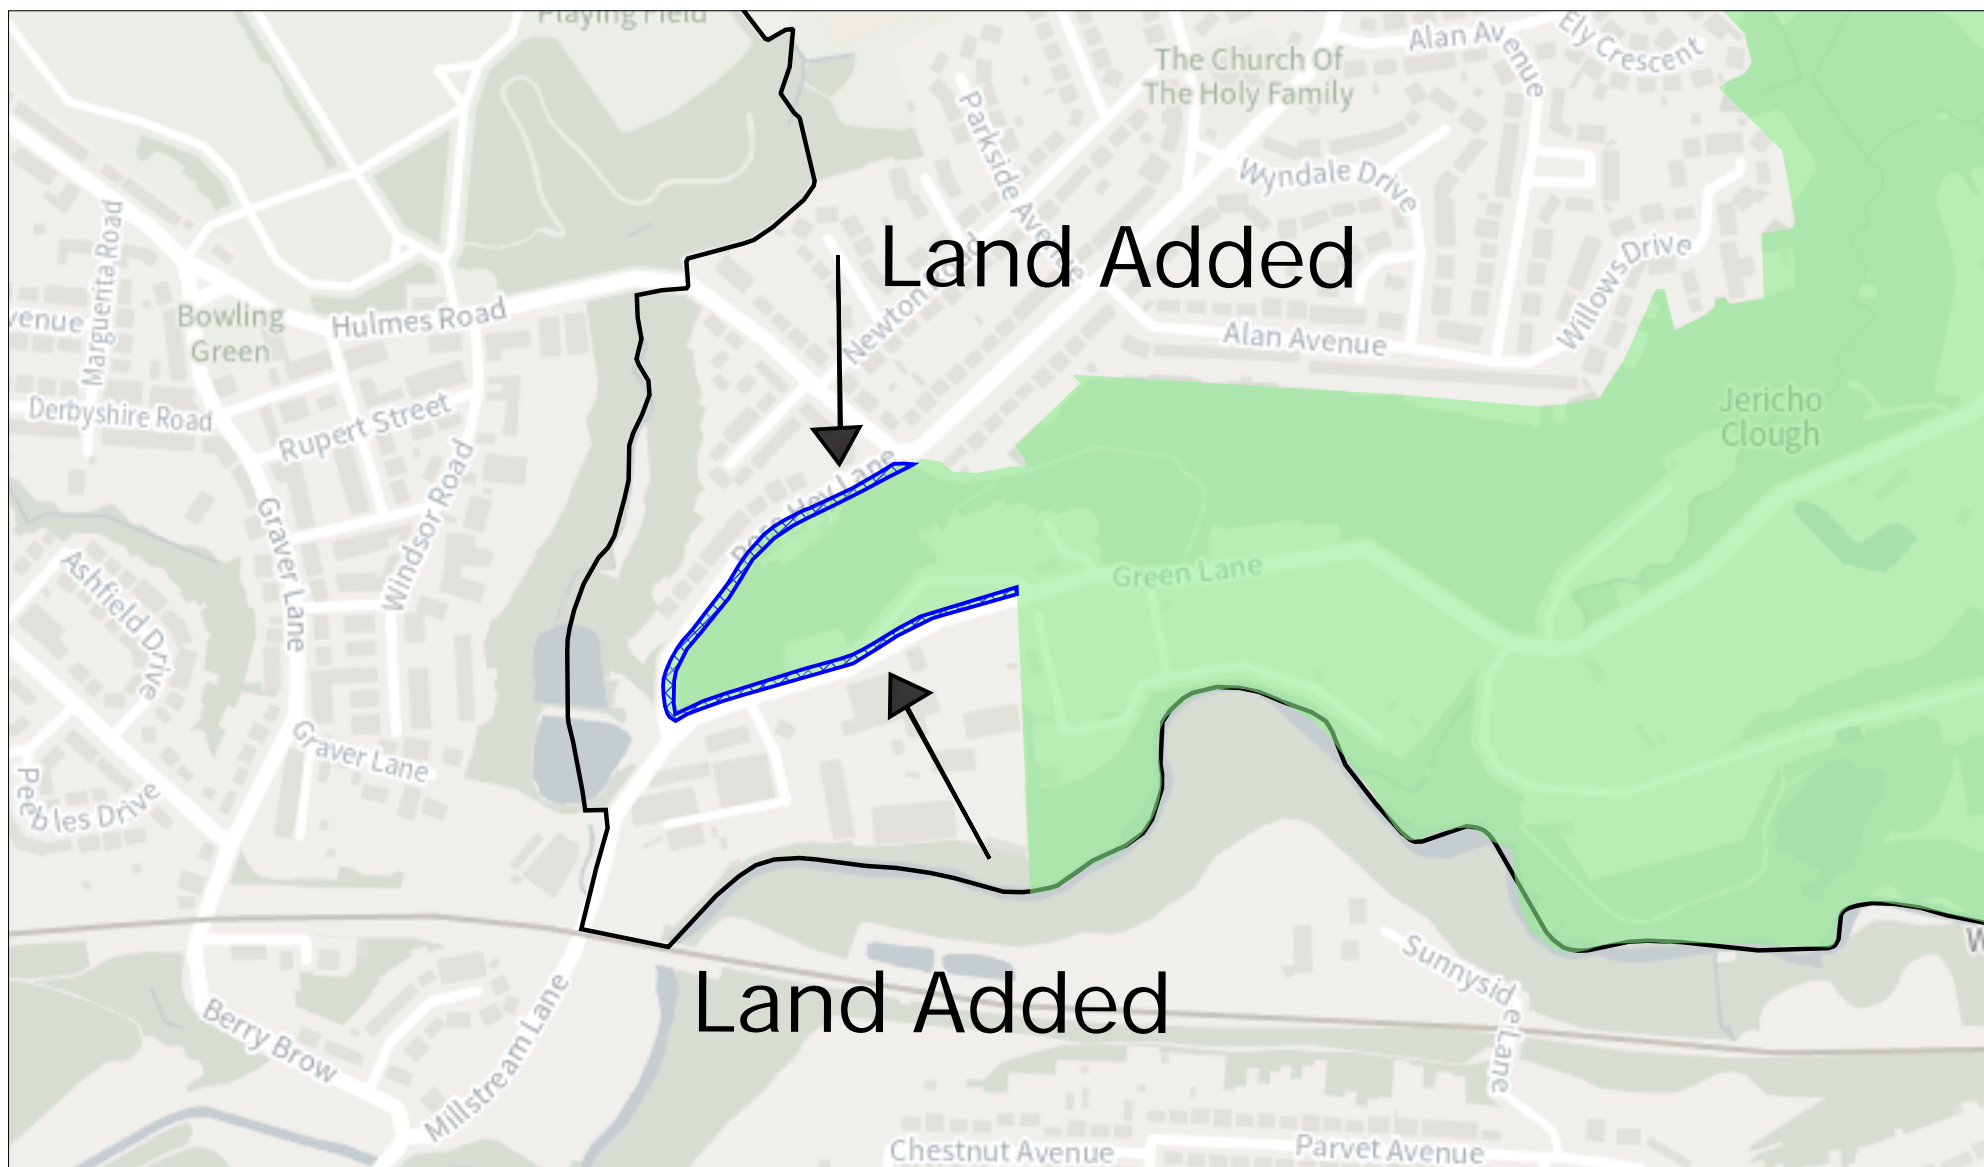 Playing Field
The Church Of
The Holy Family
Alan Avenue
Ely Crescent
Parkside Avenue
Wyndale Drive
Marguerita Road
Land Added
Willows Drive
Bowling
Green
venue
Hulmes Road
Newton Road
Alan Avenue
Derbyshire Road
Rupert Street
Jericho
Clough
Lane
Graver Lane
Windsor Road
Green Lane
Ashfield Drive
Graver Lane
Peebles Drive
Sunnyside Lane
W
Land Added
Berry Brow
Millstream Lane
Chestnut Avenue
Parvet Avenue